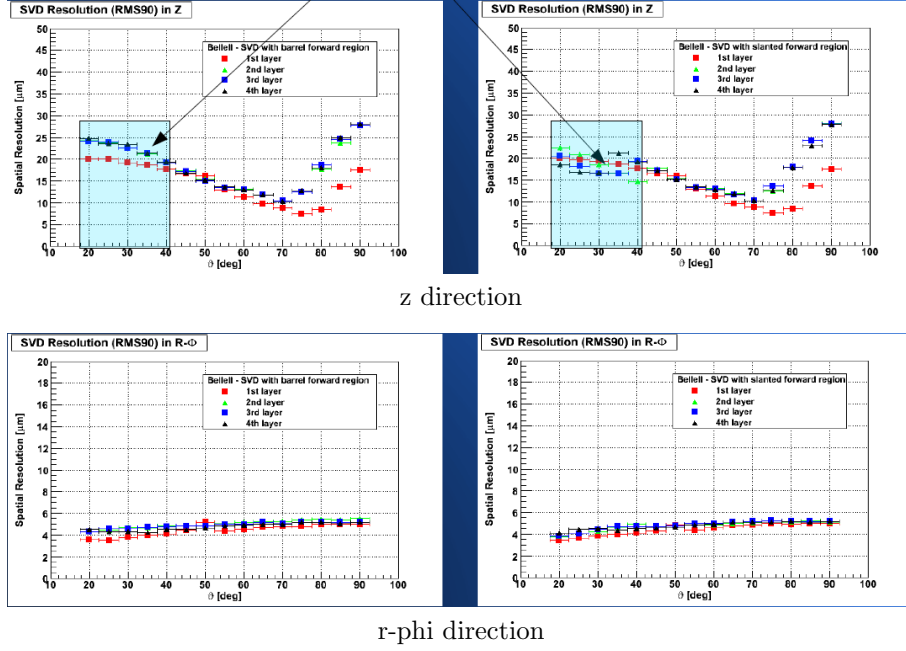 SVD Resolution (RMS90) in Z
Spatial Resolution [μm]
BelleII - SVD with barrel forward region
1st layer
2nd layer
3rd layer
4th layer
50
45
40
35
30
25
20
15
10
5
0
10 20 30 40 50 60 70 80 90 100
ϑ [deg]
SVD Resolution (RMS90) in Z
Spatial Resolution [μm]
BelleII - SVD with slanted forward region
1st layer
2nd layer
3rd layer
4th layer
50
45
40
35
30
25
20
15
10
5
0
10 20 30 40 50 60 70 80 90 100
ϑ [deg]
z direction
SVD Resolution (RMS90) in R-Φ
Spatial Resolution [μm]
BelleII - SVD with barrel forward region
1st layer
2nd layer
3rd layer
4th layer
20
18
16
14
12
10
8
6
4
2
0
10 20 30 40 50 60 70 80 90 100
ϑ [deg]
SVD Resolution (RMS90) in R-Φ
Spatial Resolution [μm]
BelleII - SVD with slanted forward region
1st layer
2nd layer
3rd layer
4th layer
20
18
16
14
12
10
8
6
4
2
0
10 20 30 40 50 60 70 80 90 100
ϑ [deg]
r-phi direction